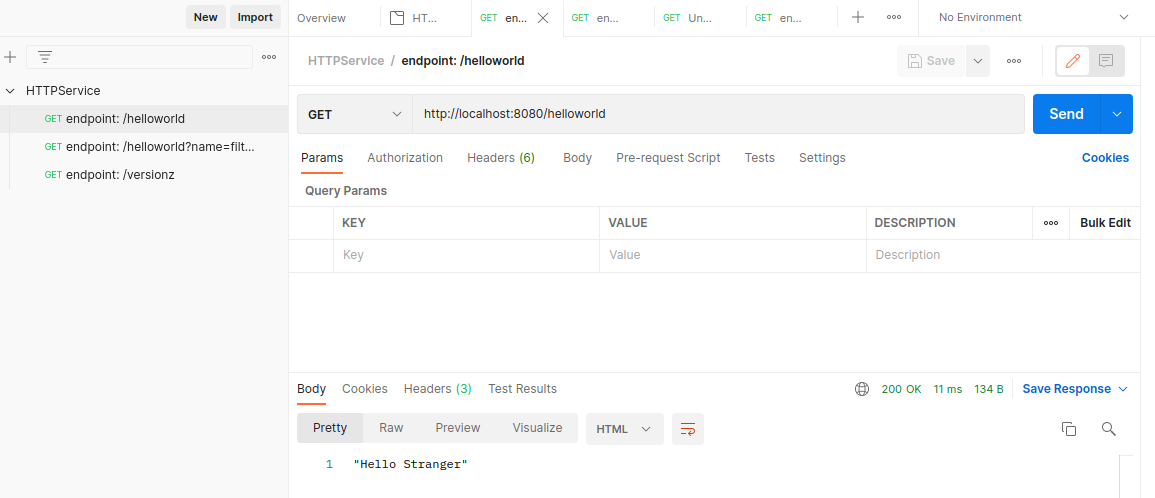 New Import
Overview HT... GET en... GET en... GET Un... GET en... No Environment
HTTPService
GET endpoint: /helloworld
GET endpoint: /helloworld?name=filt...
GET endpoint: /versionz
HTTPService / endpoint: /helloworld Save
GET http://localhost:8080/helloworld Send
Params Authorization Headers (6) Body Pre-request Script Tests Settings Cookies
Query Params
KEY VALUE DESCRIPTION Bulk Edit
Key Value Description
Body Cookies Headers (3) Test Results 200 OK 11 ms 134 B Save Response
Pretty Raw Preview Visualize HTML
1 "Hello Stranger"